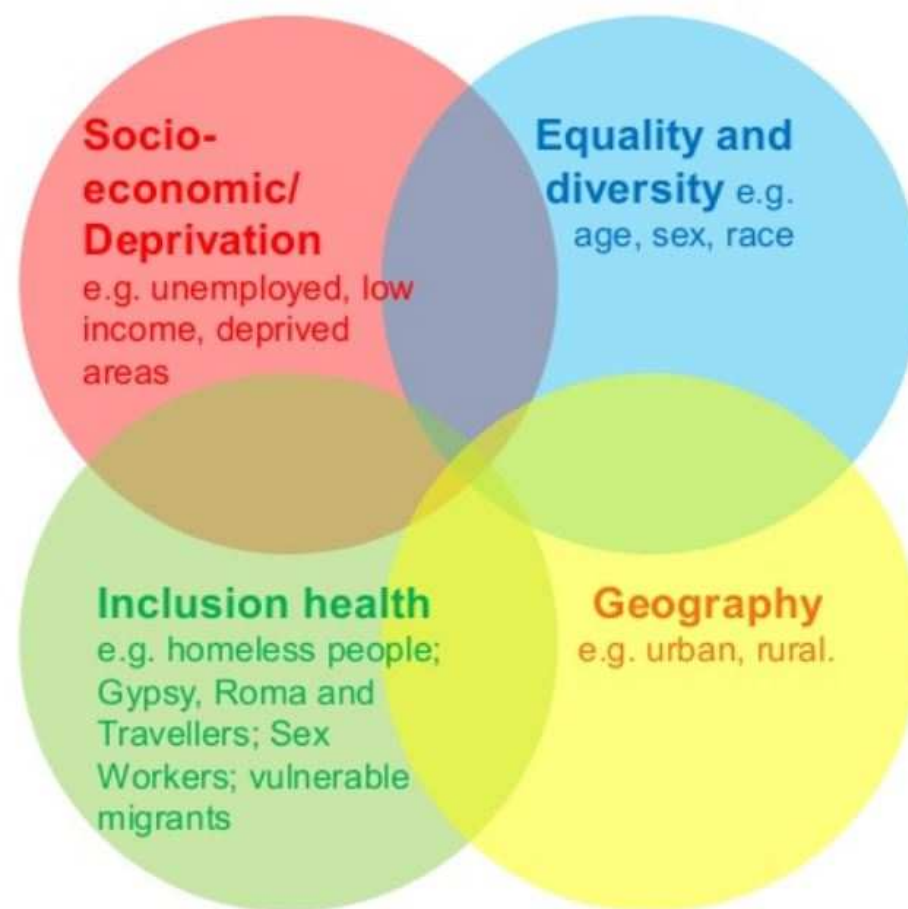 Socio-
economic/
Deprivation
e.g. unemployed, low
income, deprived
areas
Equality and
diversity e.g.
age, sex, race
Inclusion health
e.g. homeless people;
Gypsy, Roma and
Travellers; Sex
Workers; vulnerable
migrants
Geography
e.g. urban, rural.